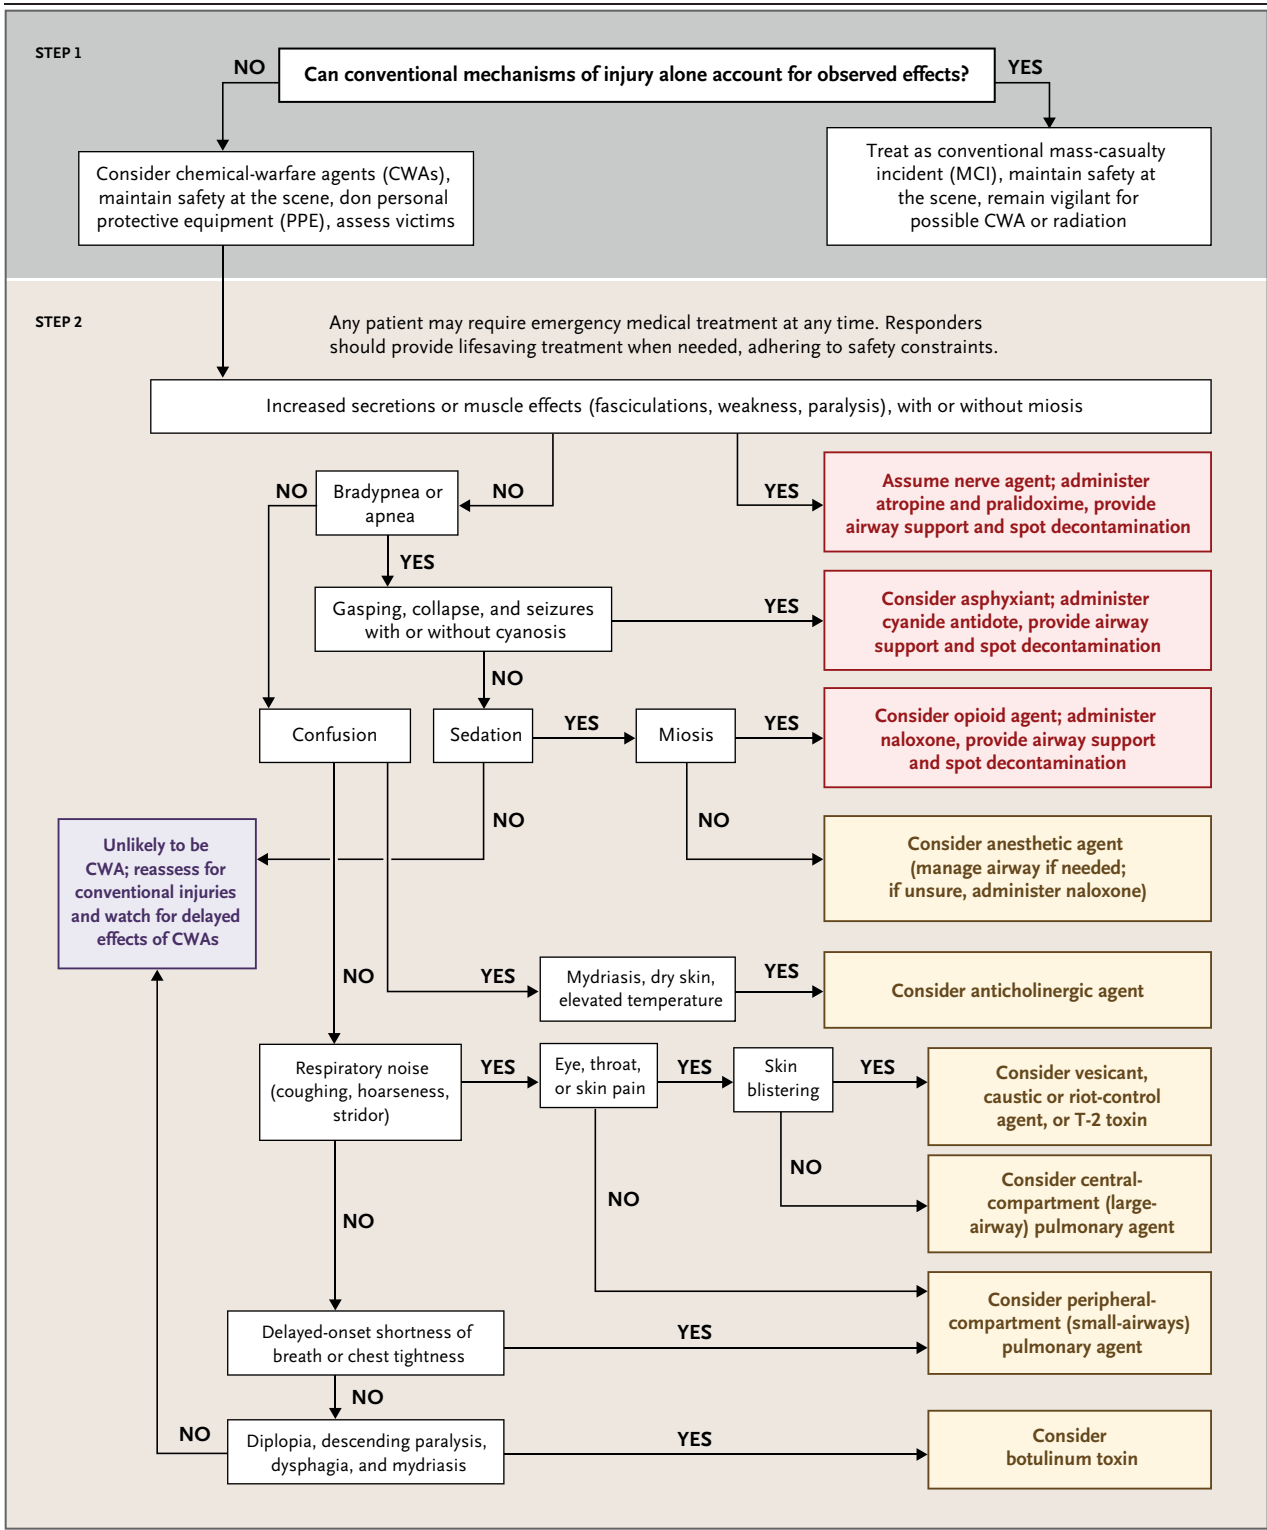 STEP 1
Can conventional mechanisms of injury alone account for observed effects?
NO
YES
Consider chemical-warfare agents (CWAs),
maintain safety at the scene, don personal
protective equipment (PPE), assess victims
Treat as conventional mass-casualty
incident (MCI), maintain safety at
the scene, remain vigilant for
possible CWA or radiation
STEP 2
Any patient may require emergency medical treatment at any time. Responders
should provide lifesaving treatment when needed, adhering to safety constraints.
Increased secretions or muscle effects (fasciculations, weakness, paralysis), with or without miosis
NO
Bradypnea or
apnea
NO
YES
Assume nerve agent; administer
atropine and pralidoxime, provide
airway support and spot decontamination
YES
Gasping, collapse, and seizures
with or without cyanosis
YES
Consider asphyxiant; administer
cyanide antidote, provide airway
support and spot decontamination
NO
Confusion
Sedation
YES
Miosis
YES
Consider opioid agent; administer
naloxone, provide airway support
and spot decontamination
NO
NO
Consider anesthetic agent
(manage airway if needed;
if unsure, administer naloxone)
Unlikely to be
CWA; reassess for
conventional injuries
and watch for delayed
effects of CWAs
NO
YES
Mydriasis, dry skin,
elevated temperature
YES
Consider anticholinergic agent
Respiratory noise
(coughing, hoarseness,
stridor)
YES
Eye, throat,
or skin pain
YES
Skin
blistering
YES
Consider vesicant,
caustic or riot-control
agent, or T-2 toxin
NO
Consider central-
compartment (large-
airway) pulmonary agent
NO
NO
Consider peripheral-
compartment (small-airways)
pulmonary agent
Delayed-onset shortness of
breath or chest tightness
YES
NO
NO
Diplopia, descending paralysis,
dysphagia, and mydriasis
YES
Consider
botulinum toxin